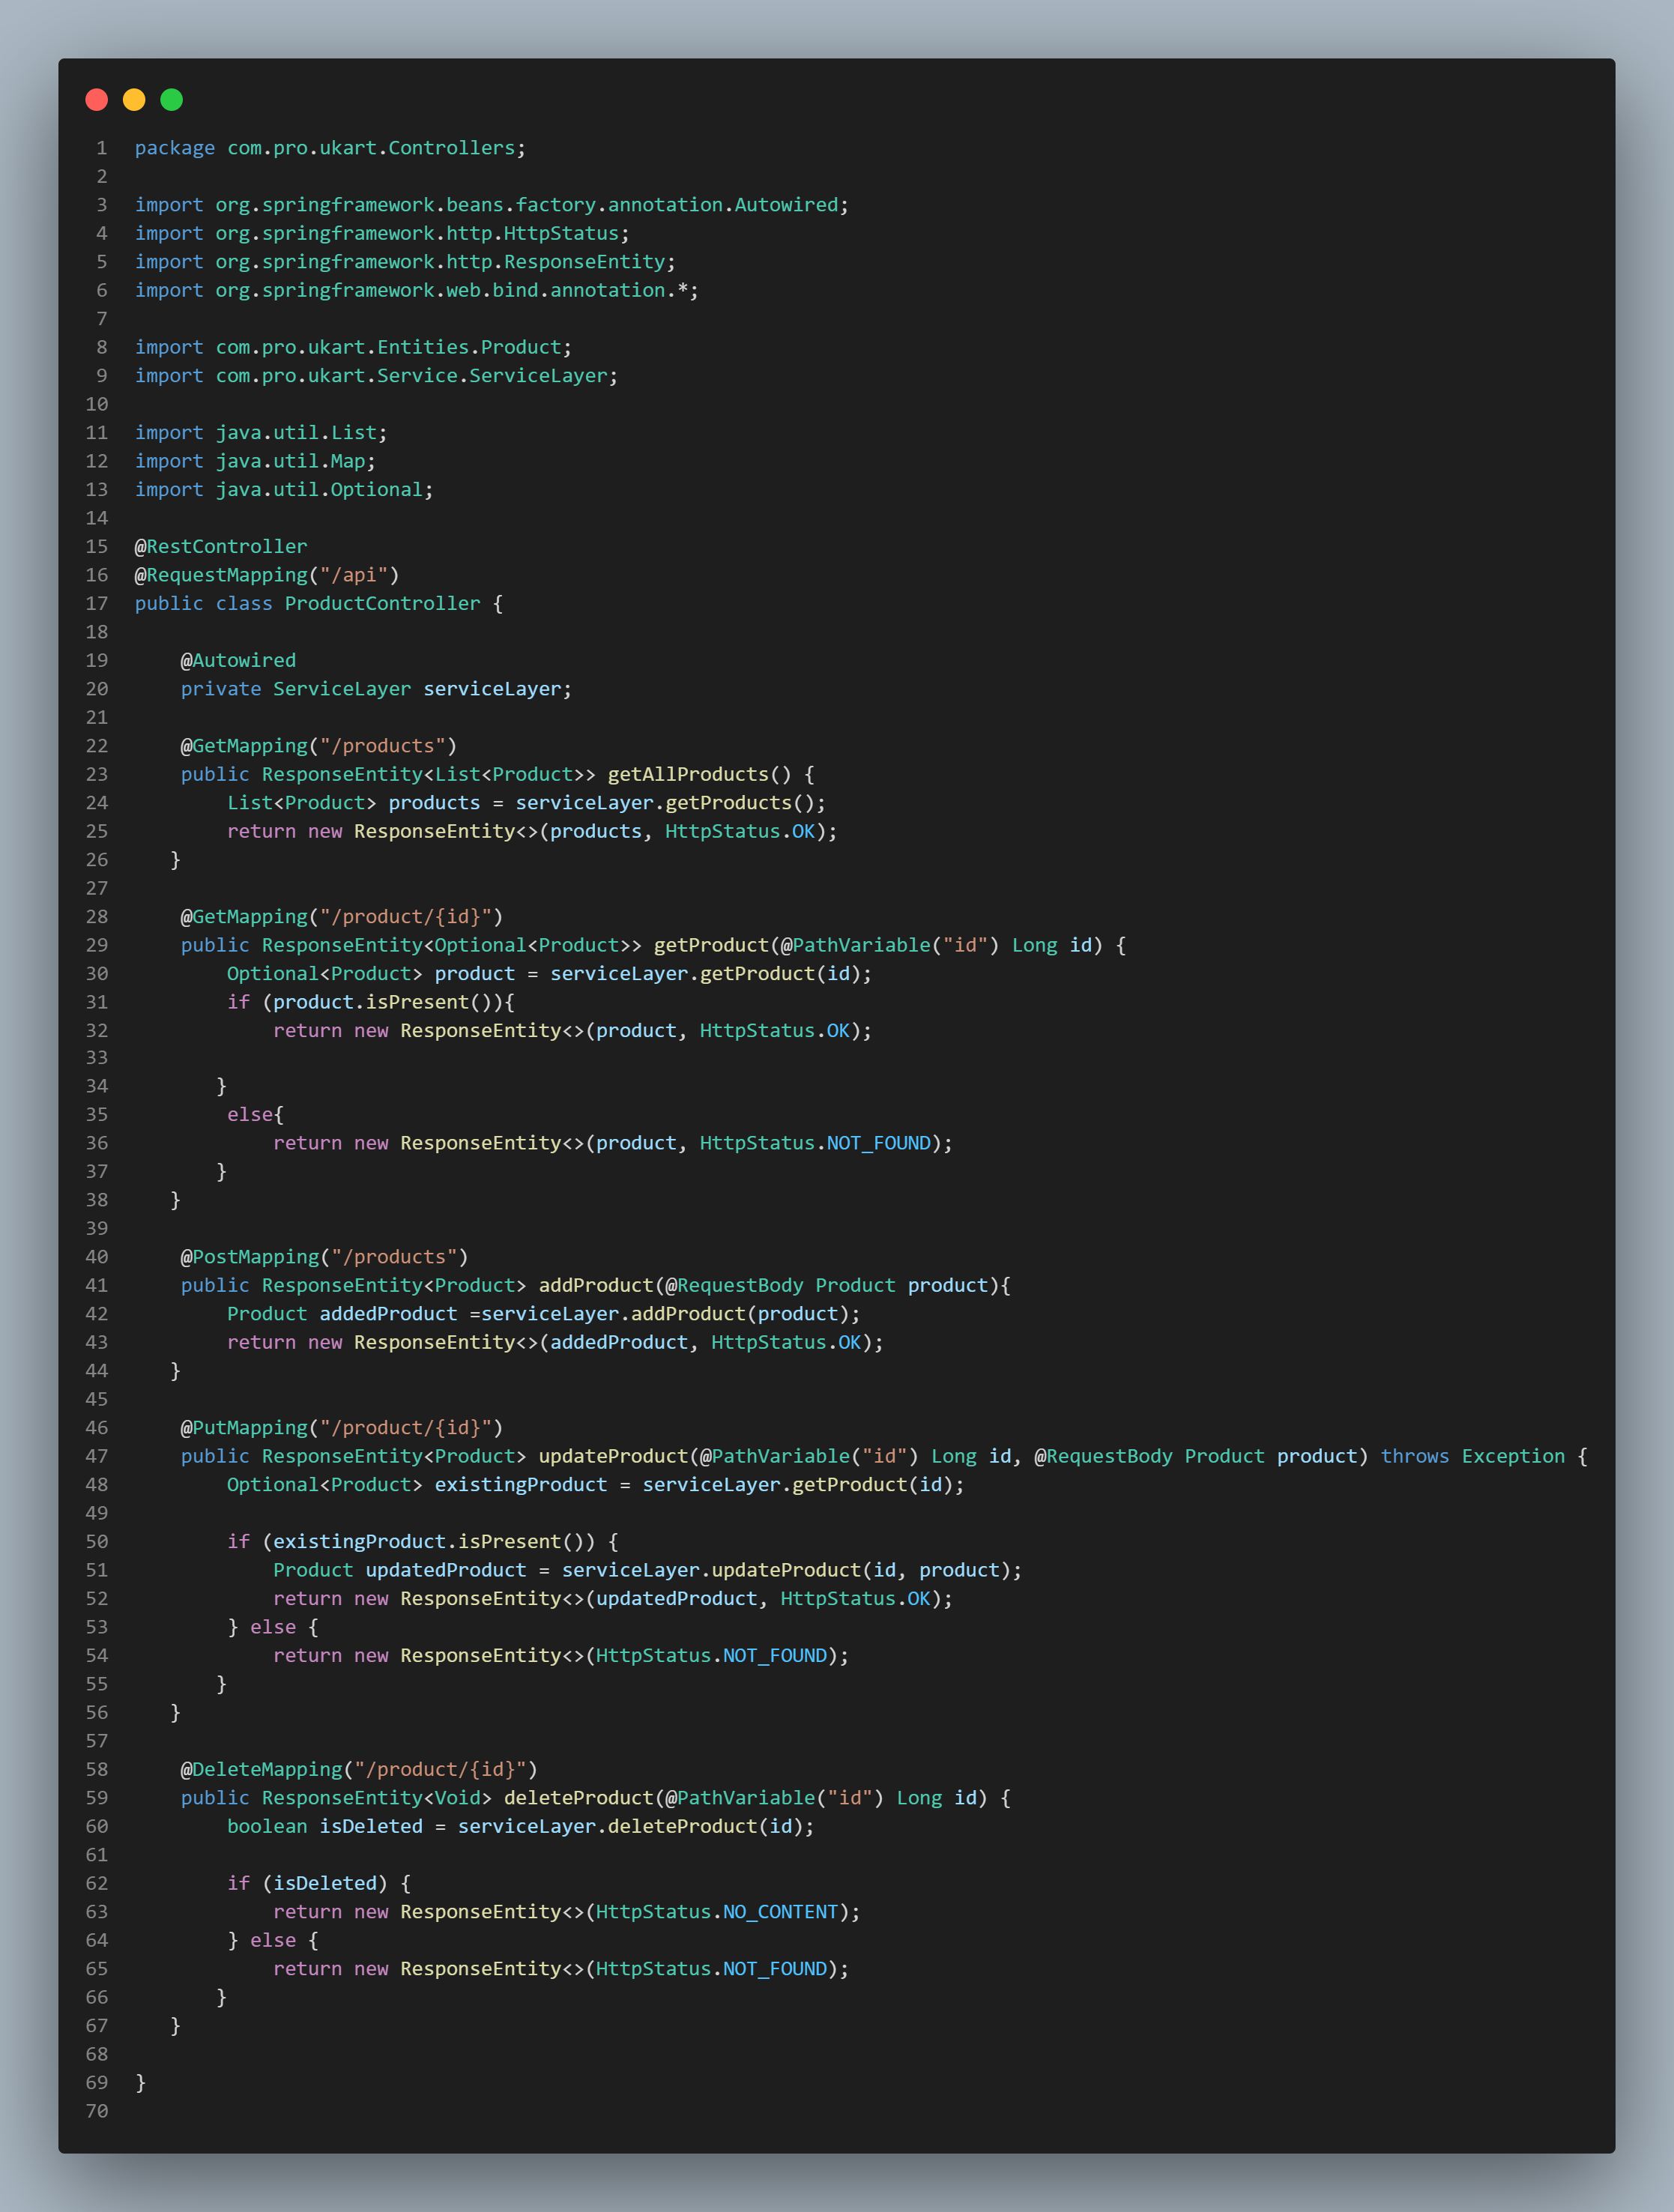 1 package com.pro.ukart.Controllers;
2
3 import org.springframework.beans.factory.annotation.Autowired;
4 import org.springframework.http.HttpStatus;
5 import org.springframework.http.ResponseEntity;
6 import org.springframework.web.bind.annotation.*;
7
8 import com.pro.ukart.Entities.Product;
9 import com.pro.ukart.Service.ServiceLayer;
10
11 import java.util.List;
12 import java.util.Map;
13 import java.util.Optional;
14
15 @RestController
16 @RequestMapping("/api")
17 public class ProductController {
18
19     @Autowired
20     private ServiceLayer serviceLayer;
21
22     @GetMapping("/products")
23     public ResponseEntity<List<Product>> getAllProducts() {
24         List<Product> products = serviceLayer.getProducts();
25         return new ResponseEntity<>(products, HttpStatus.OK);
26    }
27
28     @GetMapping("/product/{id}")
29     public ResponseEntity<Optional<Product>> getProduct(@PathVariable("id") Long id) {
30         Optional<Product> product = serviceLayer.getProduct(id);
31         if (product.isPresent()){
32             return new ResponseEntity<>(product, HttpStatus.OK);
33
34        }
35         else{
36             return new ResponseEntity<>(product, HttpStatus.NOT_FOUND);
37        }
38    }
39
40     @PostMapping("/products")
41     public ResponseEntity<Product> addProduct(@RequestBody Product product){
42         Product addedProduct =serviceLayer.addProduct(product);
43         return new ResponseEntity<>(addedProduct, HttpStatus.OK);
44    }
45
46     @PutMapping("/product/{id}")
47     public ResponseEntity<Product> updateProduct(@PathVariable("id") Long id, @RequestBody Product product) throws Exception {
48         Optional<Product> existingProduct = serviceLayer.getProduct(id);
49
50         if (existingProduct.isPresent()) {
51             Product updatedProduct = serviceLayer.updateProduct(id, product);
52             return new ResponseEntity<>(updatedProduct, HttpStatus.OK);
53         } else {
54             return new ResponseEntity<>(HttpStatus.NOT_FOUND);
55        }
56    }
57
58     @DeleteMapping("/product/{id}")
59     public ResponseEntity<Void> deleteProduct(@PathVariable("id") Long id) {
60         boolean isDeleted = serviceLayer.deleteProduct(id);
61
62         if (isDeleted) {
63             return new ResponseEntity<>(HttpStatus.NO_CONTENT);
64         } else {
65             return new ResponseEntity<>(HttpStatus.NOT_FOUND);
66        }
67    }
68
69 }
70